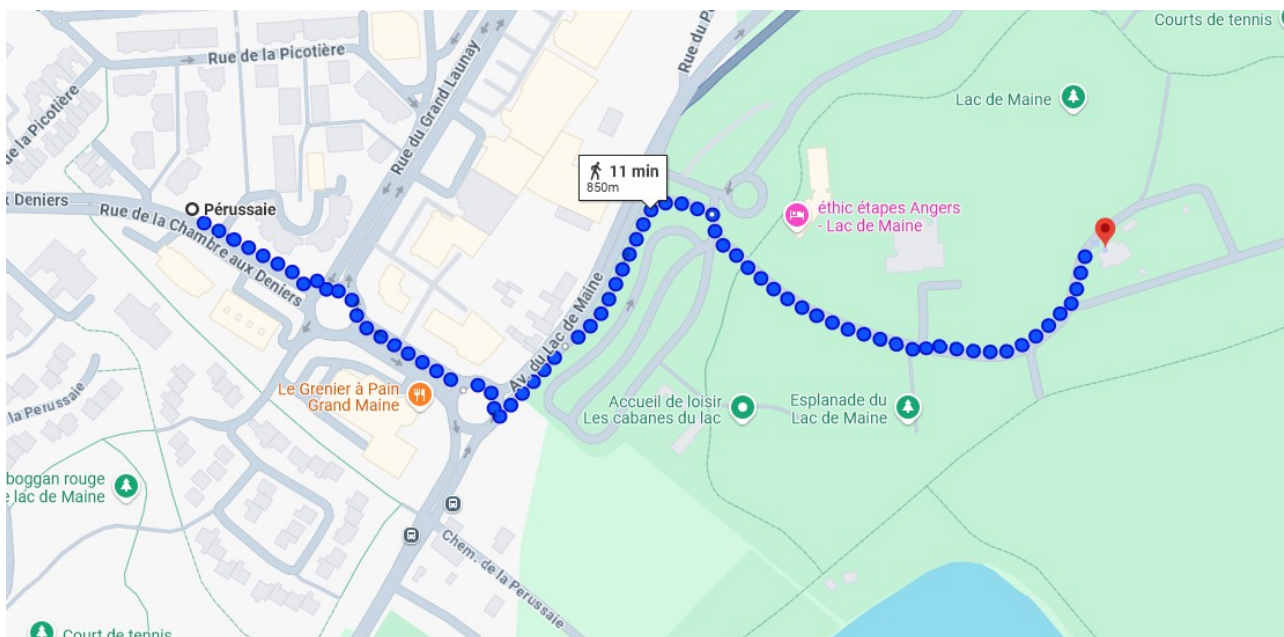 Courts de tennis
Rue de la Picotière
Rue du Grand Launay
Rue du P
de la Picotière
Lac de Maine
11 min
850m
x Deniers
Pérussaie
Rue de la Chambre aux Deniers
éthic étapes Angers
- Lac de Maine
Av. du Lac de Maine
Le Grenier à Pain
Grand Maine
Accueil de loisir
Les cabanes du lac
Esplanade du
Lac de Maine
de la Perussaie
boggan rouge
e lac de Maine
Chem. de la Perussaie
Court de tennis